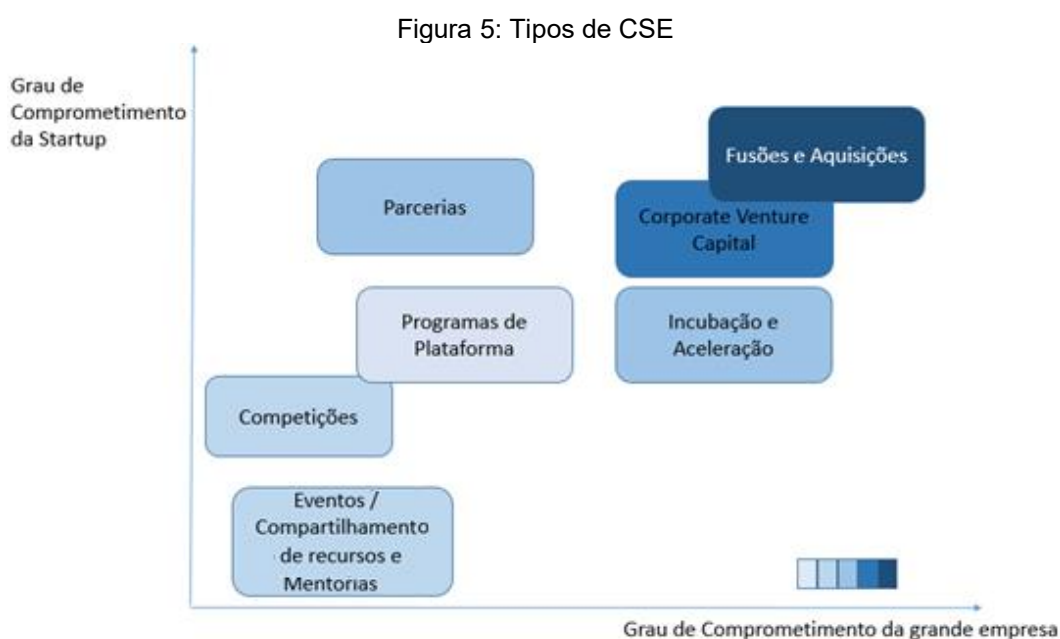 Figura 5: Tipos de CSE
Grau de
Comprometimento
da Startup
Fusões e Aquisições
Parcerias
Corporate Venture
Capital
Programas de
Plataforma
Incubação e
Aceleração
Competições
Eventos /
Compartilhamento
de recursos e
Mentorias
Grau de Comprometimento da grande empresa